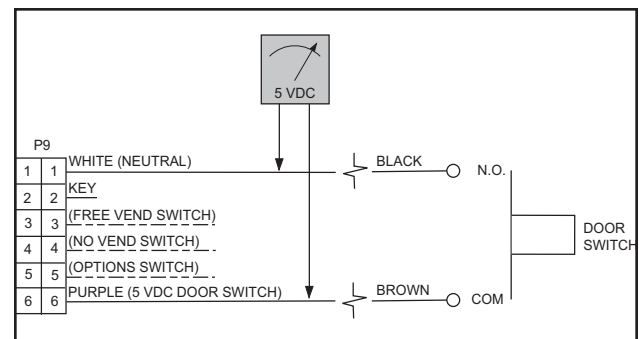 5 VDC
P9
1 1 WHITE (NEUTRAL) BLACK N.O.
2 2 KEY
3 3 (FREE VEND SWITCH)
4 4 (NO VEND SWITCH)
5 5 (OPTIONS SWITCH)
6 6 PURPLE (5 VDC DOOR SWITCH) BROWN COM
DOOR
SWITCH